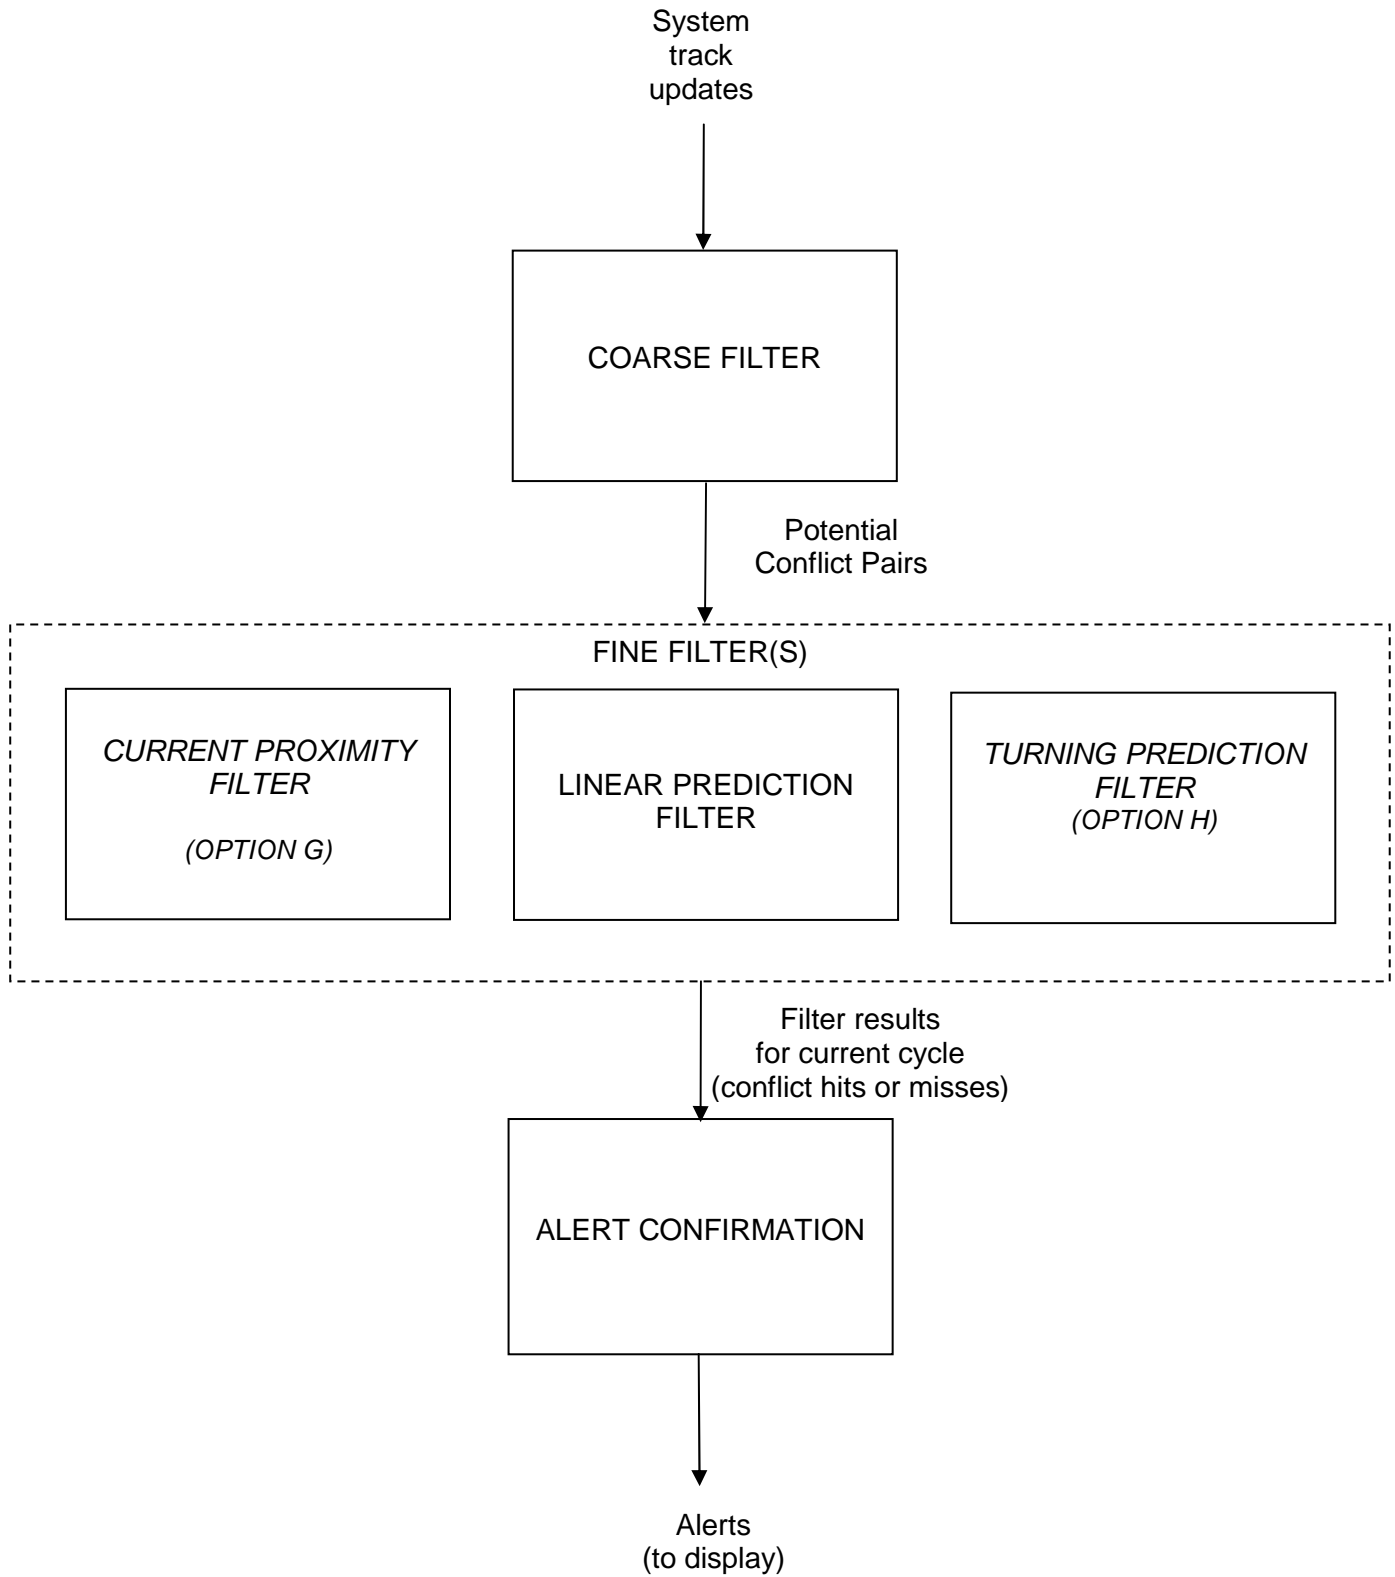 System
track
updates
COARSE FILTER
Potential
Conflict Pairs
FINE FILTER(S)
CURRENT PROXIMITY
FILTER
(OPTION G)
LINEAR PREDICTION
FILTER
TURNING PREDICTION
FILTER
(OPTION H)
Filter results
for current cycle
(conflict hits or misses)
ALERT CONFIRMATION
Alerts
(to display)